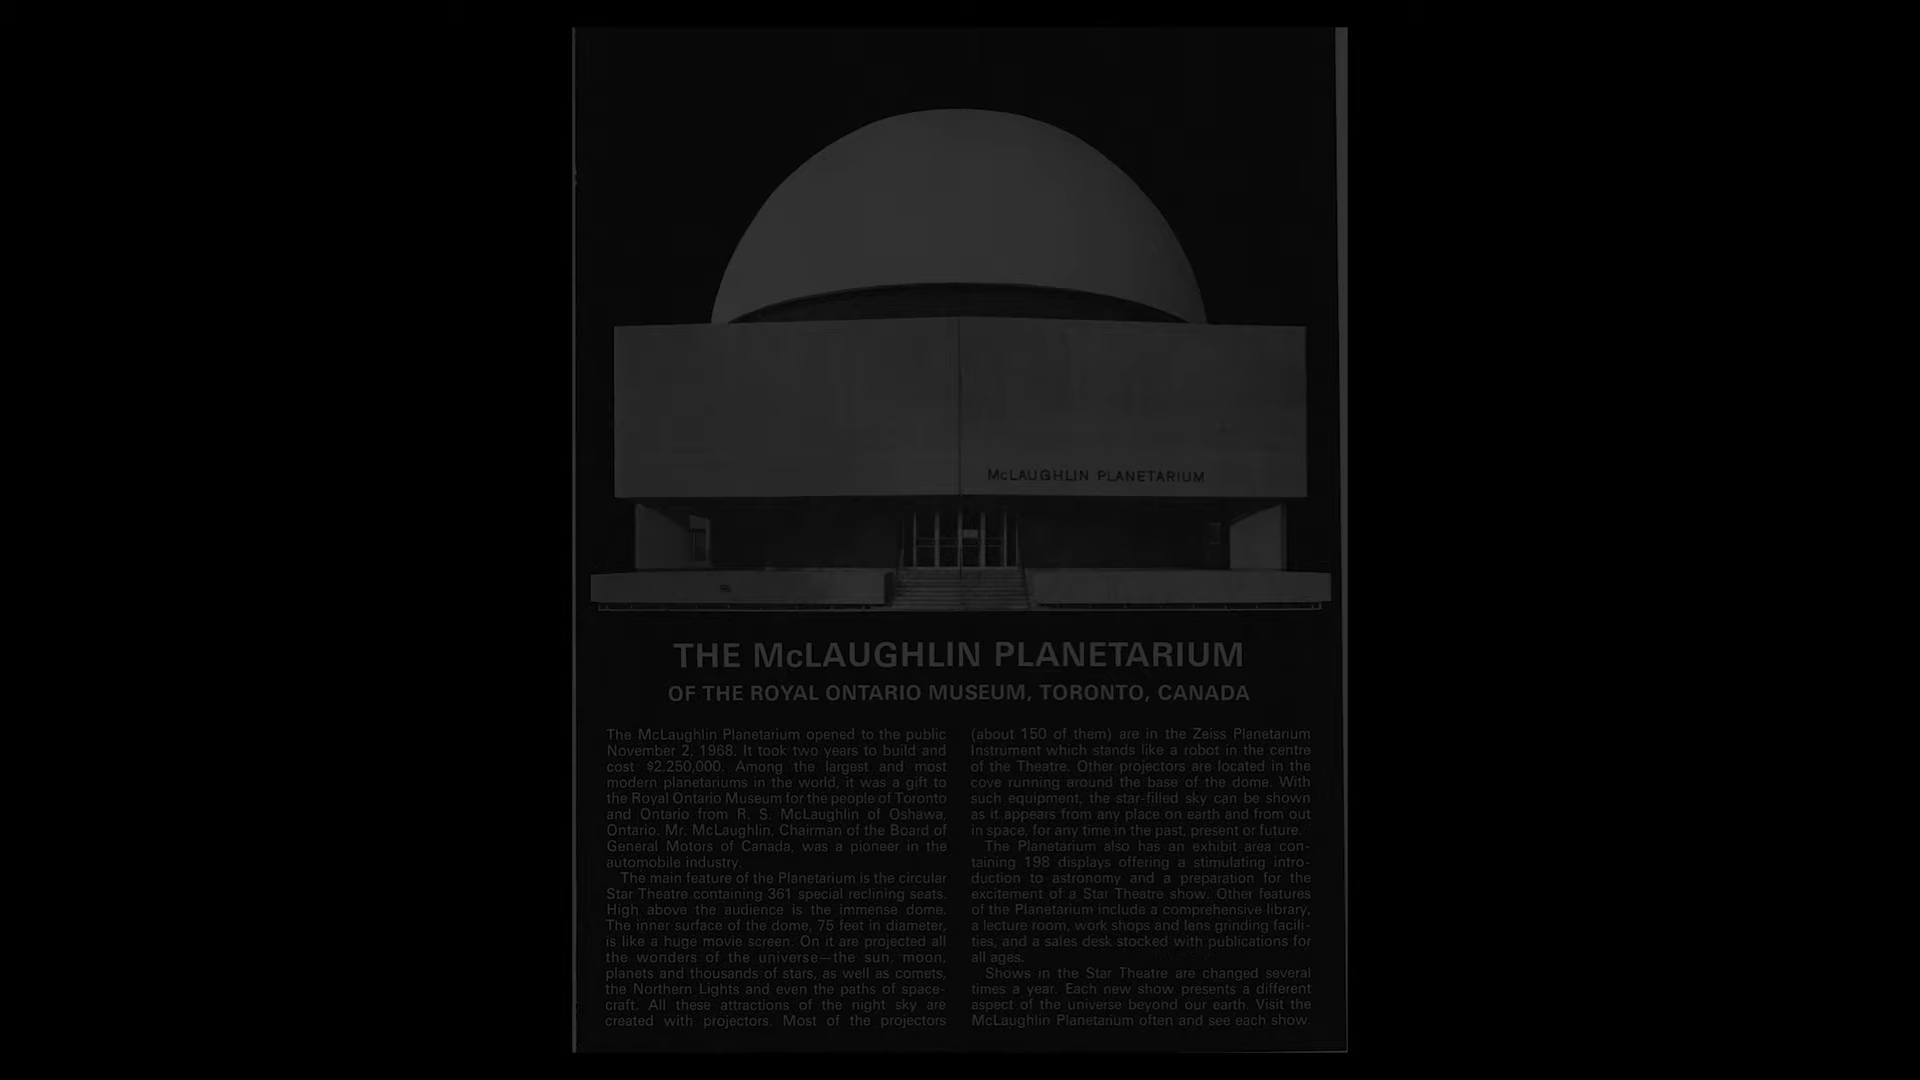 McLAUGHLIN PLANETARIUM
THE McLAUGHLIN PLANETARIUM
OF THE ROYAL ONTARIO MUSEUM, TORONTO, CANADA
The McLaughlin Planetarium opened to the public
November 2, 1968. It took two years to build and
cost $2,250,000. Among the largest and most
modern planetariums in the world, it was a gift to
the Royal Ontario Museum for the people of Toronto
and Ontario from R. S. McLaughlin of Oshawa,
Ontario. Mr. McLaughlin, Chairman of the Board of
General Motors of Canada, was a pioneer in the
automobile industry.
The main feature of the Planetarium is the circular
Star Theatre containing 361 special reclining seats.
High above the audience is the immense dome.
The inner surface of the dome, 75 feet in diameter,
is like a huge movie screen. On it are projected all
the wonders of the universe—the sun, moon,
planets and thousands of stars, as well as comets,
the Northern Lights and even the paths of space-
craft. All these attractions of the night sky are
created with projectors. Most of the projectors
(about 150 of them) are in the Zeiss Planetarium
Instrument which stands like a robot in the centre
of the Theatre. Other projectors are located in the
cove running around the base of the dome. With
such equipment, the star-filled sky can be shown
as it appears from any place on earth and from out
in space, for any time in the past, present or future.
The Planetarium also has an exhibit area con-
taining 198 displays offering a stimulating intro-
duction to astronomy and a preparation for the
excitement of a Star Theatre show. Other features
of the Planetarium include a comprehensive library,
a lecture room, work shops and lens grinding facili-
ties, and a sales desk stocked with publications for
all ages.
Shows in the Star Theatre are changed several
times a year. Each new show presents a different
aspect of the universe beyond our earth. Visit the
McLaughlin Planetarium often and see each show.